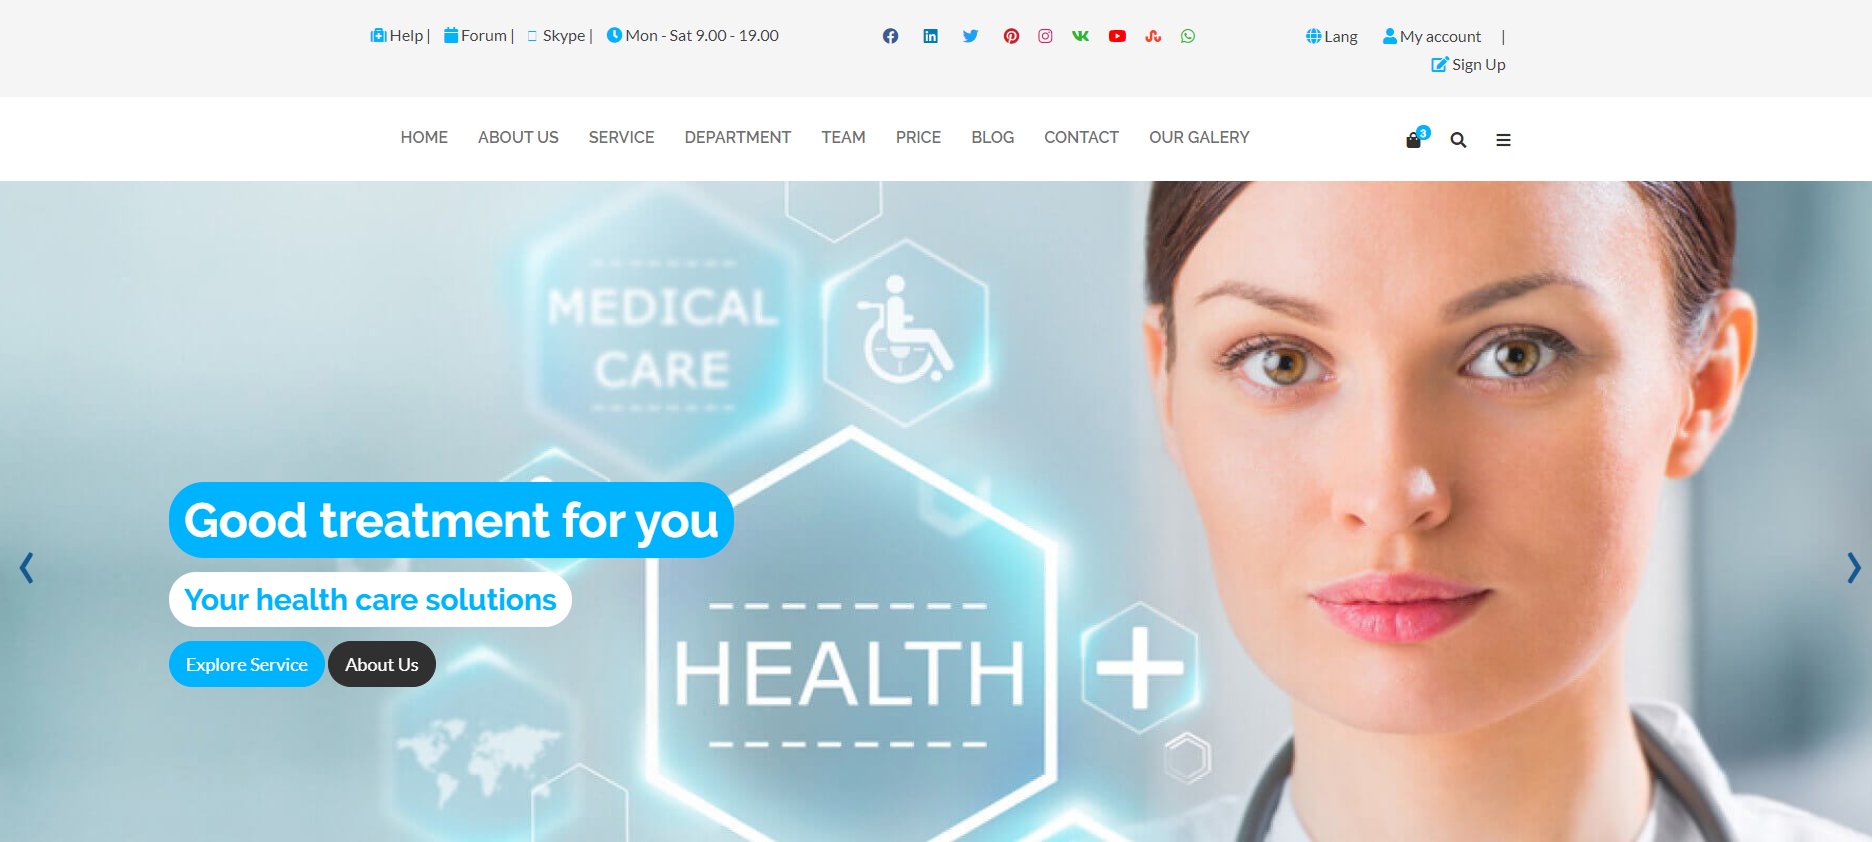 Help | Forum | Skype | Mon - Sat 9.00 - 19.00
Lang My account |
Sign Up
HOME ABOUT US SERVICE DEPARTMENT TEAM PRICE BLOG CONTACT OUR GALERY
3
MEDICAL
CARE
Good treatment for you
Your health care solutions
HEALTH
Explore Service About Us